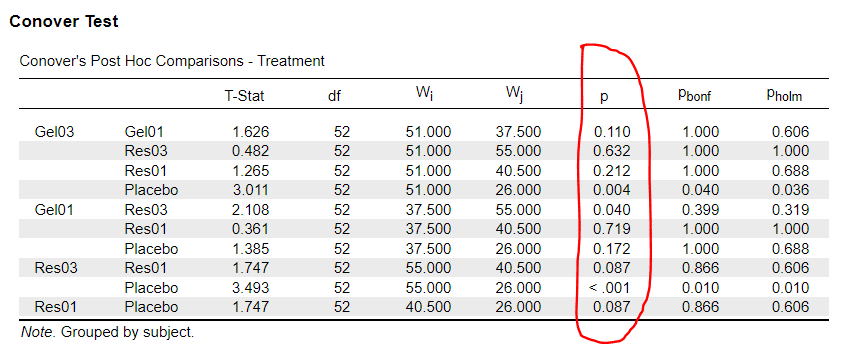 Conover Test
Conover's Post Hoc Comparisons - Treatment
T-Stat df Wi Wj p pbonf pholm
Gel03 Gel01 1.626 52 51.000 37.500 0.110 1.000 0.606
Res03 0.482 52 51.000 55.000 0.632 1.000 1.000
Res01 1.265 52 51.000 40.500 0.212 1.000 0.688
Placebo 3.011 52 51.000 26.000 0.004 0.040 0.036
Gel01 Res03 2.108 52 37.500 55.000 0.040 0.399 0.319
Res01 0.361 52 37.500 40.500 0.719 1.000 1.000
Placebo 1.385 52 37.500 26.000 0.172 1.000 0.688
Res03 Res01 1.747 52 55.000 40.500 0.087 0.866 0.606
Placebo 3.493 52 55.000 26.000 < .001 0.010 0.010
Res01 Placebo 1.747 52 40.500 26.000 0.087 0.866 0.606
Note. Grouped by subject.